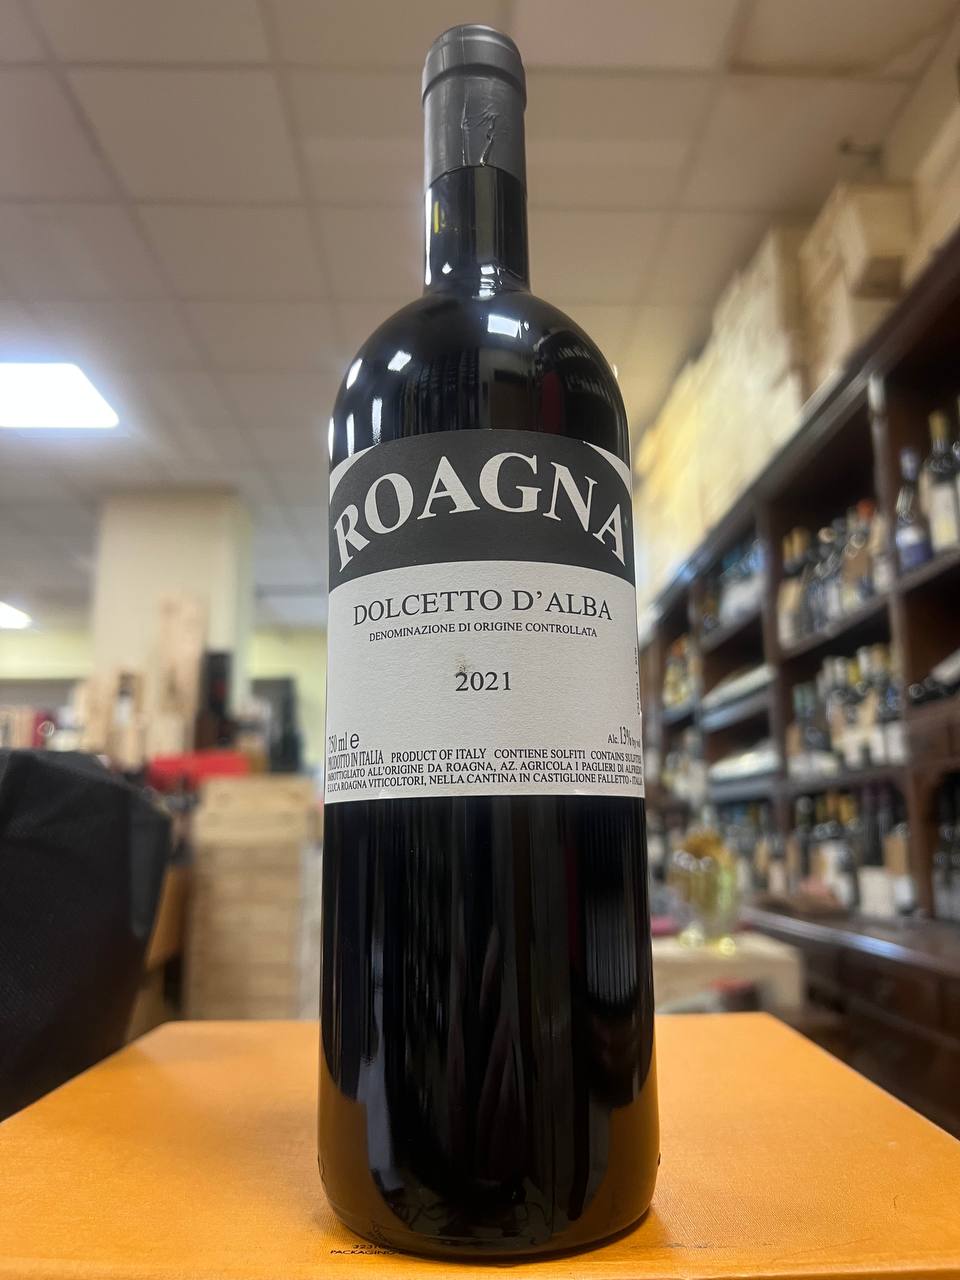 ROAGNA
DOLCETTO D'ALBA
DENOMINAZIONE DI ORIGINE CONTROLLATA
2021
750 ml e
Alc. 13% by vol
PRODOTTO IN ITALIA PRODUCT OF ITALY CONTIENE SOLFITI CONTAINS
IMBOTTIGLIATO ALL'ORIGINE DA ROAGNA, AZ. AGRICOLA I PAGLIERI DI ALFREDO
E LUCA ROAGNA VITICOLTORI, NELLA CANTINA IN CASTIGLIONE FALLETTO - ITALIA
PACKAGING